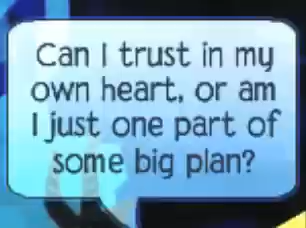 Can I trust in my
own heart, or am
I just one part of
some big plan?